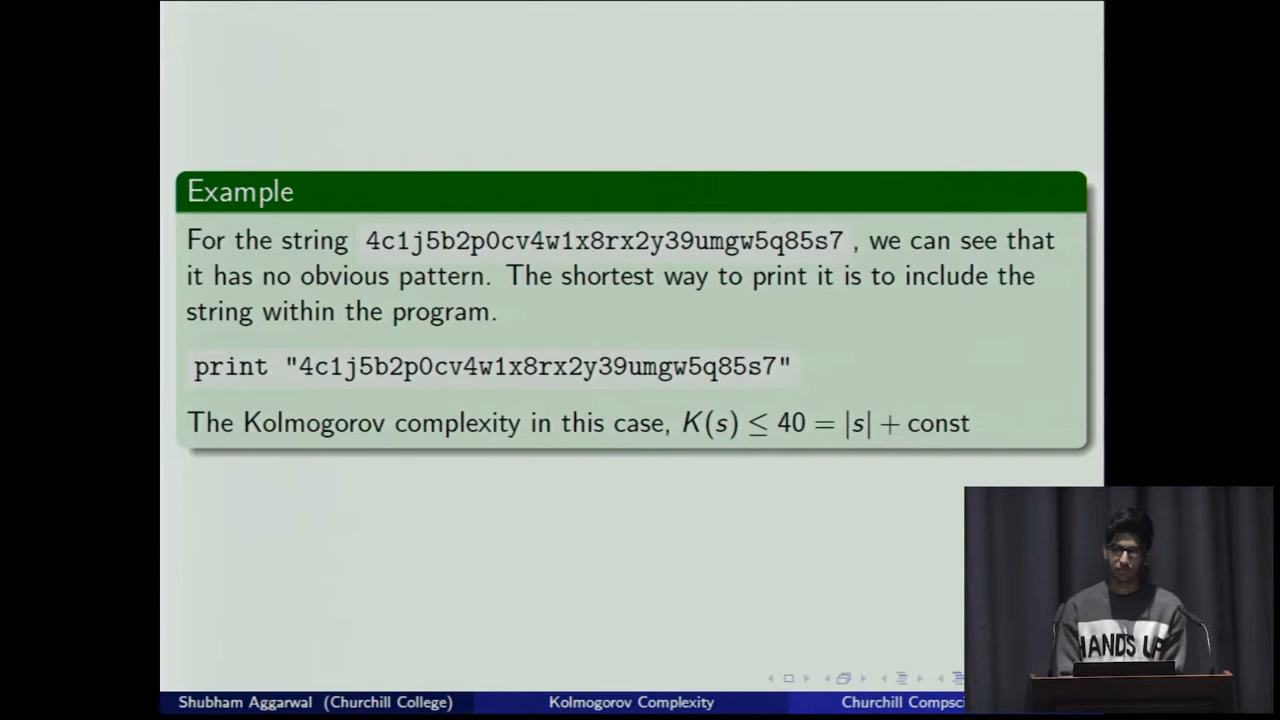 Example
For the string 4c1j5b2p0cv4w1x8rx2y39umgw5q85s7 , we can see that
it has no obvious pattern. The shortest way to print it is to include the
string within the program.
print "4c1j5b2p0cv4w1x8rx2y39umgw5q85s7"
The Kolmogorov complexity in this case, K(s) ≤ 40 = |s| + const
HANDS UP
Shubham Aggarwal (Churchill College) Kolmogorov Complexity Churchill Compsci